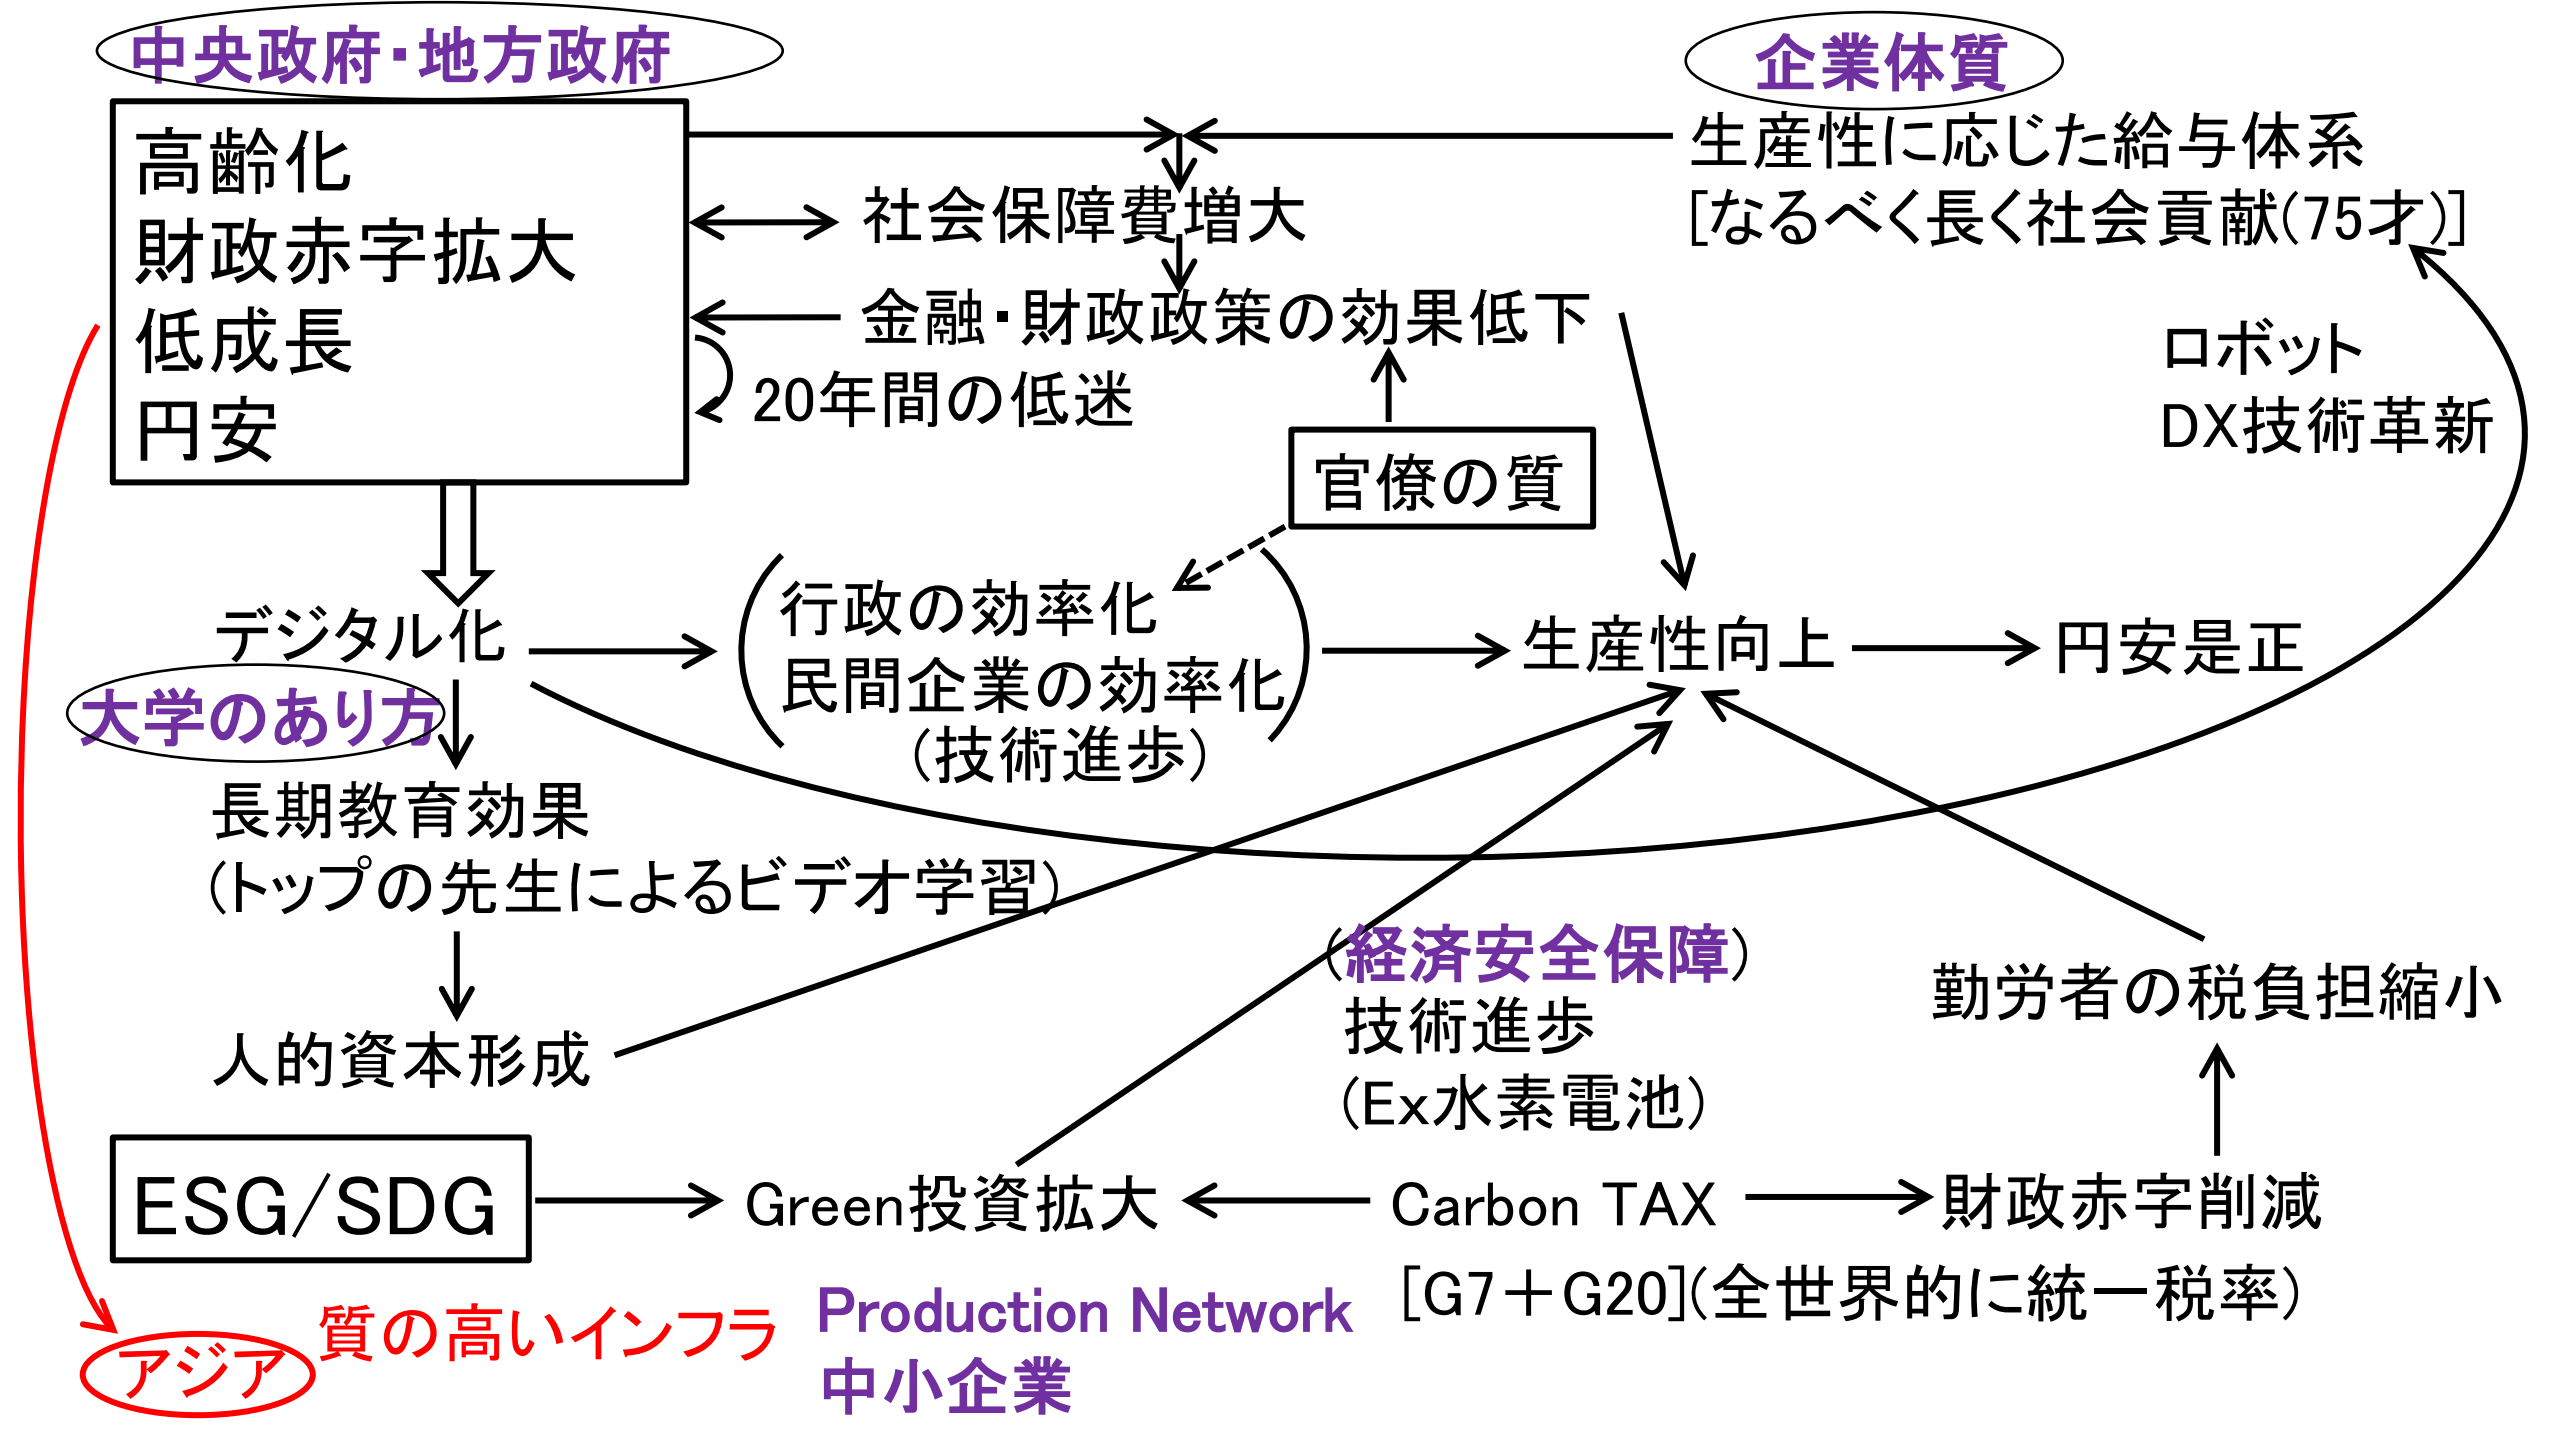 中央政府・地方政府
高齢化
財政赤字拡大
低成長
円安
企業体質
生産性に応じた給与体系
[なるべく長く社会貢献(75才)]
社会保障費増大
金融・財政政策の効果低下
20年間の低迷
ロボット
DX技術革新
官僚の質
デジタル化
行政の効率化
民間企業の効率化
(技術進歩)
生産性向上
円安是正
大学のあり方
長期教育効果
(トップの先生によるビデオ学習)
人的資本形成
(経済安全保障)
技術進歩
(Ex水素電池)
勤労者の税負担縮小
ESG/SDG
Green投資拡大
Carbon TAX
財政赤字削減
[G7＋G20](全世界的に統一税率)
アジア
質の高いインフラ
Production Network
中小企業